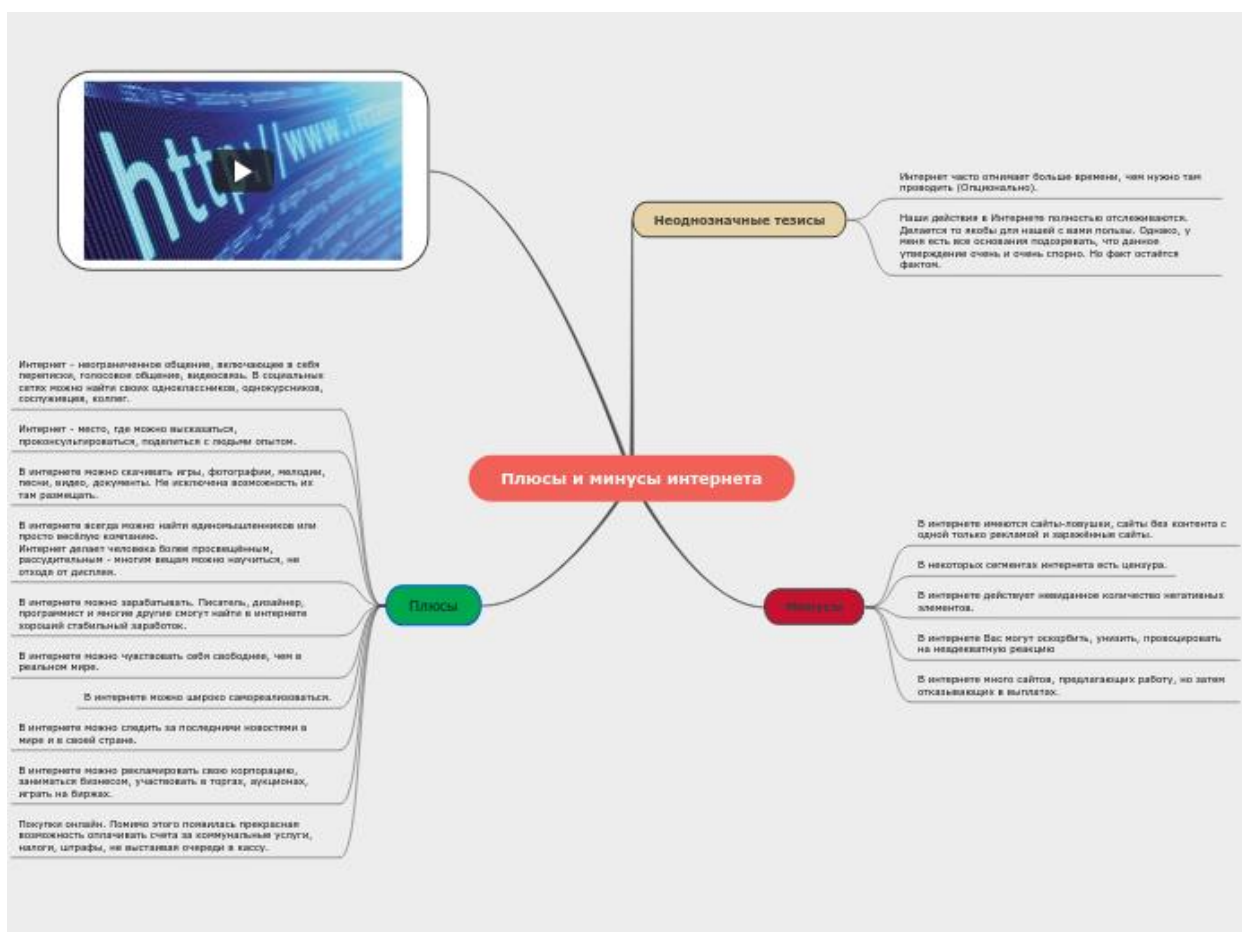 http://www.
Неоднозначные тезисы
Интернет часто отнимает больше времени, чем нужно там
проводить (Опционально).
Наши действия в Интернете полностью отслеживаются.
Делается то якобы для нашей с вами пользы. Однако, у
меня есть все основания подозревать, что данное
утверждение очень и очень спорно. Но факт остаётся
фактом.
Плюсы и минусы интернета
Интернет - неограниченное общение, включающее в себя
переписки, голосовое общение, видеосвязь. В социальных
сетях можно найти своих одноклассников, однокурсников,
сослуживцев, коллег.
Интернет - место, где можно высказаться,
проконсультироваться, поделиться с людьми опытом.
В интернете можно скачивать игры, фотографии, мелодии,
песни, видео, документы. Не исключена возможность их
там размещать.
В интернете всегда можно найти единомышленников или
просто весёлую компанию.
Интернет делает человека более просвещённым,
рассудительным - многим вещам можно научиться, не
отходя от дисплея.
Плюсы
В интернете можно зарабатывать. Писатель, дизайнер,
программист и многие другие смогут найти в интернете
хороший стабильный заработок.
В интернете можно чувствовать себя свободнее, чем в
реальном мире.
В интернете можно широко самореализоваться.
В интернете можно следить за последними новостями в
мире и в своей стране.
В интернете можно рекламировать свою корпорацию,
заниматься бизнесом, участвовать в торгах, аукционах,
играть на биржах.
Покупки онлайн. Помимо этого появилась прекрасная
возможность оплачивать счета за коммунальные услуги,
налоги, штрафы, не выстаивая очереди в кассу.
Минусы
В интернете имеются сайты-ловушки, сайты без контента с
одной только рекламой и заражённые сайты.
В некоторых сегментах интернета есть цензура.
В интернете действует невиданное количество негативных
элементов.
В интернете Вас могут оскорбить, унизить, провоцировать
на неадекватную реакцию
В интернете много сайтов, предлагающих работу, но затем
отказывающих в выплатах.